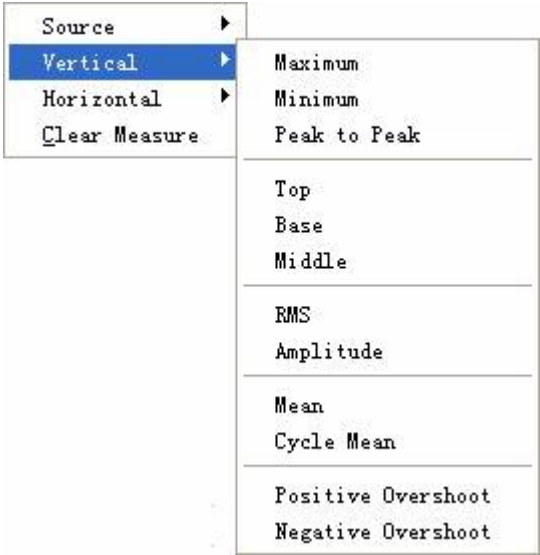 Source
Vertical
Horizontal
Clear Measure
Maximum
Minimum
Peak to Peak
Top
Base
Middle
RMS
Amplitude
Mean
Cycle Mean
Positive Overshoot
Negative Overshoot